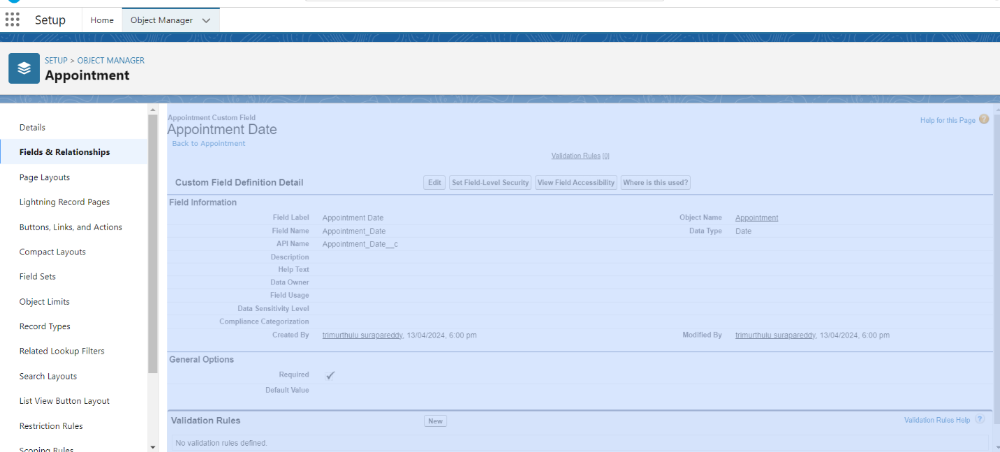 Setup
Home
Object Manager
SETUP > OBJECT MANAGER
Appointment
Details
Fields & Relationships
Page Layouts
Lightning Record Pages
Buttons, Links, and Actions
Compact Layouts
Field Sets
Object Limits
Record Types
Related Lookup Filters
Search Layouts
List View Button Layout
Restriction Rules
Scoping Rules
Appointment Custom Field
Appointment Date
Back to Appointment
Help for this Page ?
Validation Rules [0]
Custom Field Definition Detail
Edit
Set Field-Level Security
View Field Accessibility
Where is this used?
Field Information
Field Label Appointment Date Object Name Appointment
Field Name Appointment_Date Data Type Date
API Name Appointment_Date__c
Description
Help Text
Data Owner
Field Usage
Data Sensitivity Level
Compliance Categorization
Created By trimurthulu surapareddy, 13/04/2024, 6:00 pm Modified By trimurthulu surapareddy, 13/04/2024, 6:00 pm
General Options
Required
Default Value
Validation Rules
New
Validation Rules Help ?
No validation rules defined.